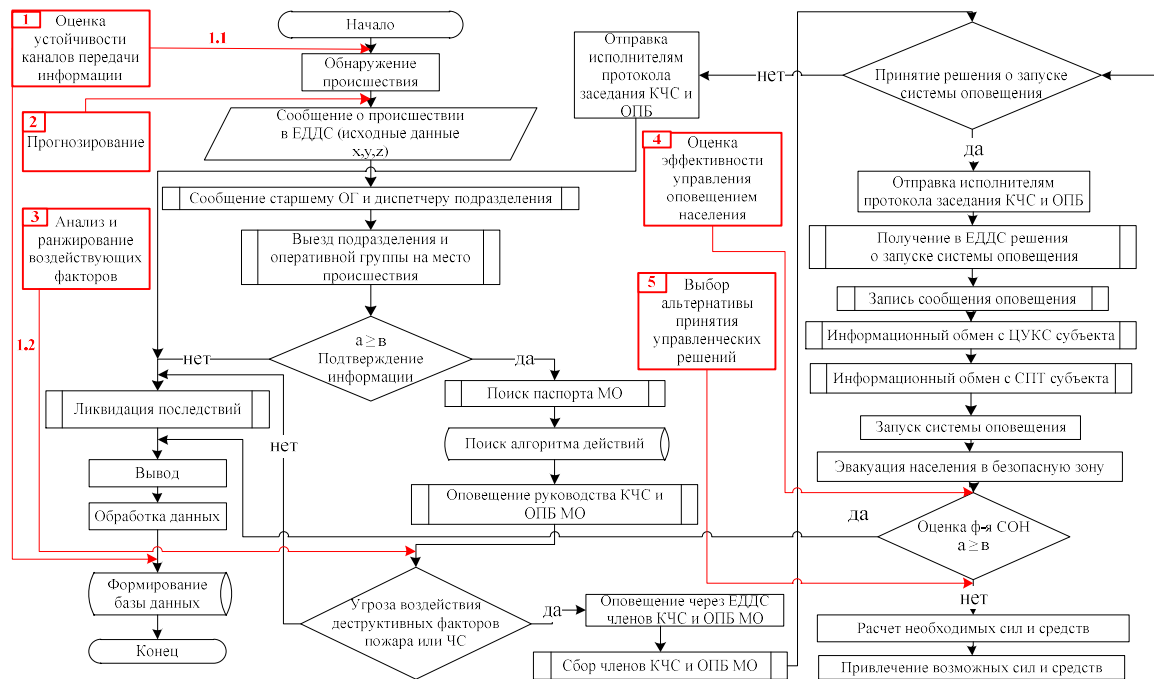 1
Оценка
устойчивости
каналов передачи
информации
1.1
2
Прогнозирование
3
Анализ и
ранжирование
воздействующих
факторов
1.2
Начало
Обнаружение
происшествия
Сообщение о происшествии
в ЕДДС (исходные данные
x,y,z)
Сообщение старшему ОГ и диспетчеру подразделения
Выезд подразделения и
оперативной группы на место
происшествия
а ≥ в
Подтверждение
информации
нет
да
Ликвидация последствий
Вывод
Обработка данных
Формирование
базы данных
Конец
Поиск паспорта МО
Поиск алгоритма действий
Оповещение руководства КЧС и
ОПБ МО
нет
Угроза воздействия
деструктивных факторов
пожара или ЧС
да
Оповещение через ЕДДС
членов КЧС и ОПБ МО
Сбор членов КЧС и ОПБ МО
Отправка
исполнителям
протокола
заседания КЧС и
ОПБ
нет
Принятие решения о запуске
системы оповещения
да
4
Оценка
эффективности
управления
оповещением
населения
5
Выбор
альтернативы
принятия
управленческих
решений
Отправка исполнителям
протокола заседания КЧС и ОПБ
Получение в ЕДДС решения
о запуске системы оповещения
Запись сообщения оповещения
Информационный обмен с ЦУКС субъекта
Информационный обмен с СПТ субъекта
Запуск системы оповещения
Эвакуация населения в безопасную зону
да
Оценка ф-я СОН
а ≥ в
нет
Расчет необходимых сил и средств
Привлечение возможных сил и средств